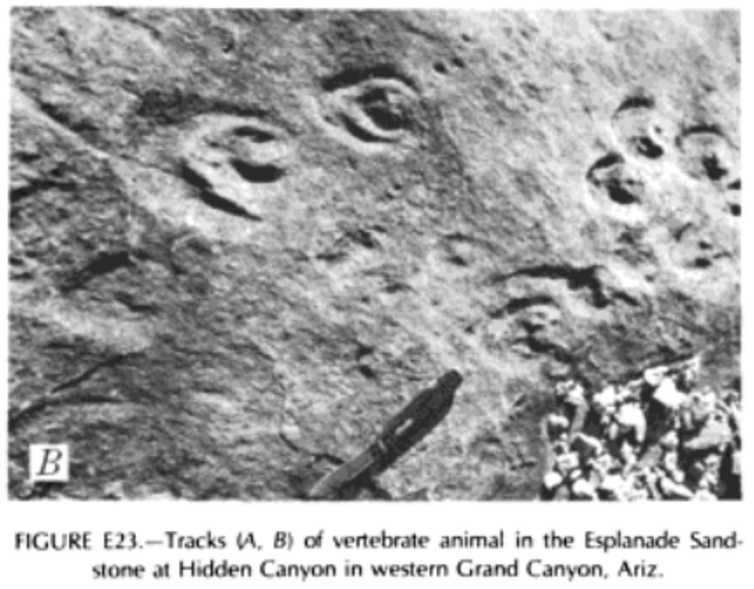 B
FIGURE E23.—Tracks (A, B) of vertebrate animal in the Esplanade Sand-
stone at Hidden Canyon in western Grand Canyon, Ariz.